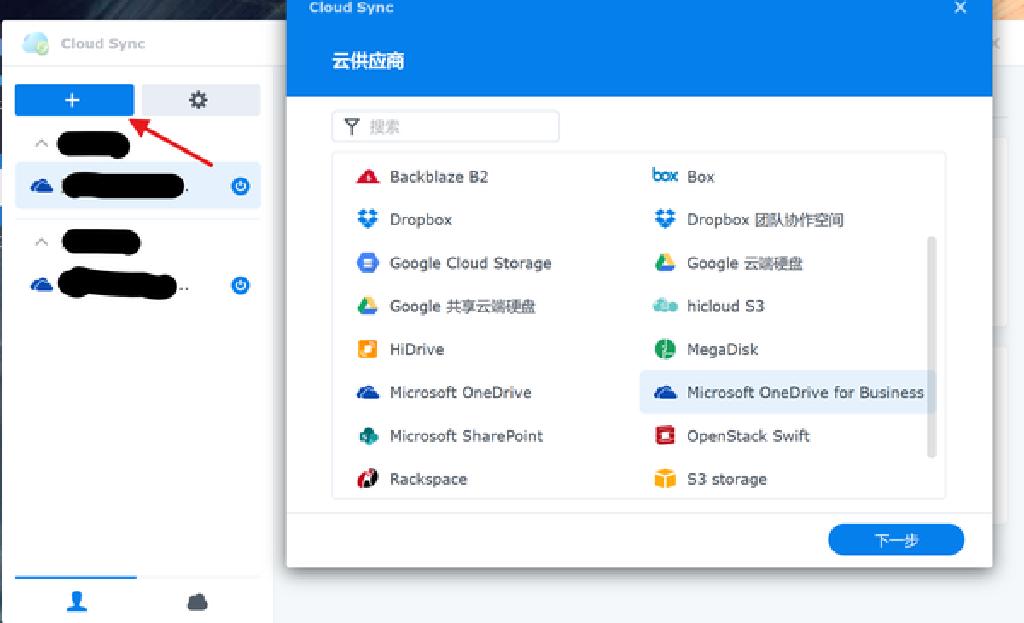 Cloud Sync
Cloud Sync
云供应商
搜索
Backblaze B2
box Box
Dropbox
Dropbox 团队协作空间
Google Cloud Storage
Google 云端硬盘
Google 共享云端硬盘
hicloud S3
HiDrive
MegaDisk
Microsoft OneDrive
Microsoft OneDrive for Business
Microsoft SharePoint
OpenStack Swift
Rackspace
S3 storage
下一步